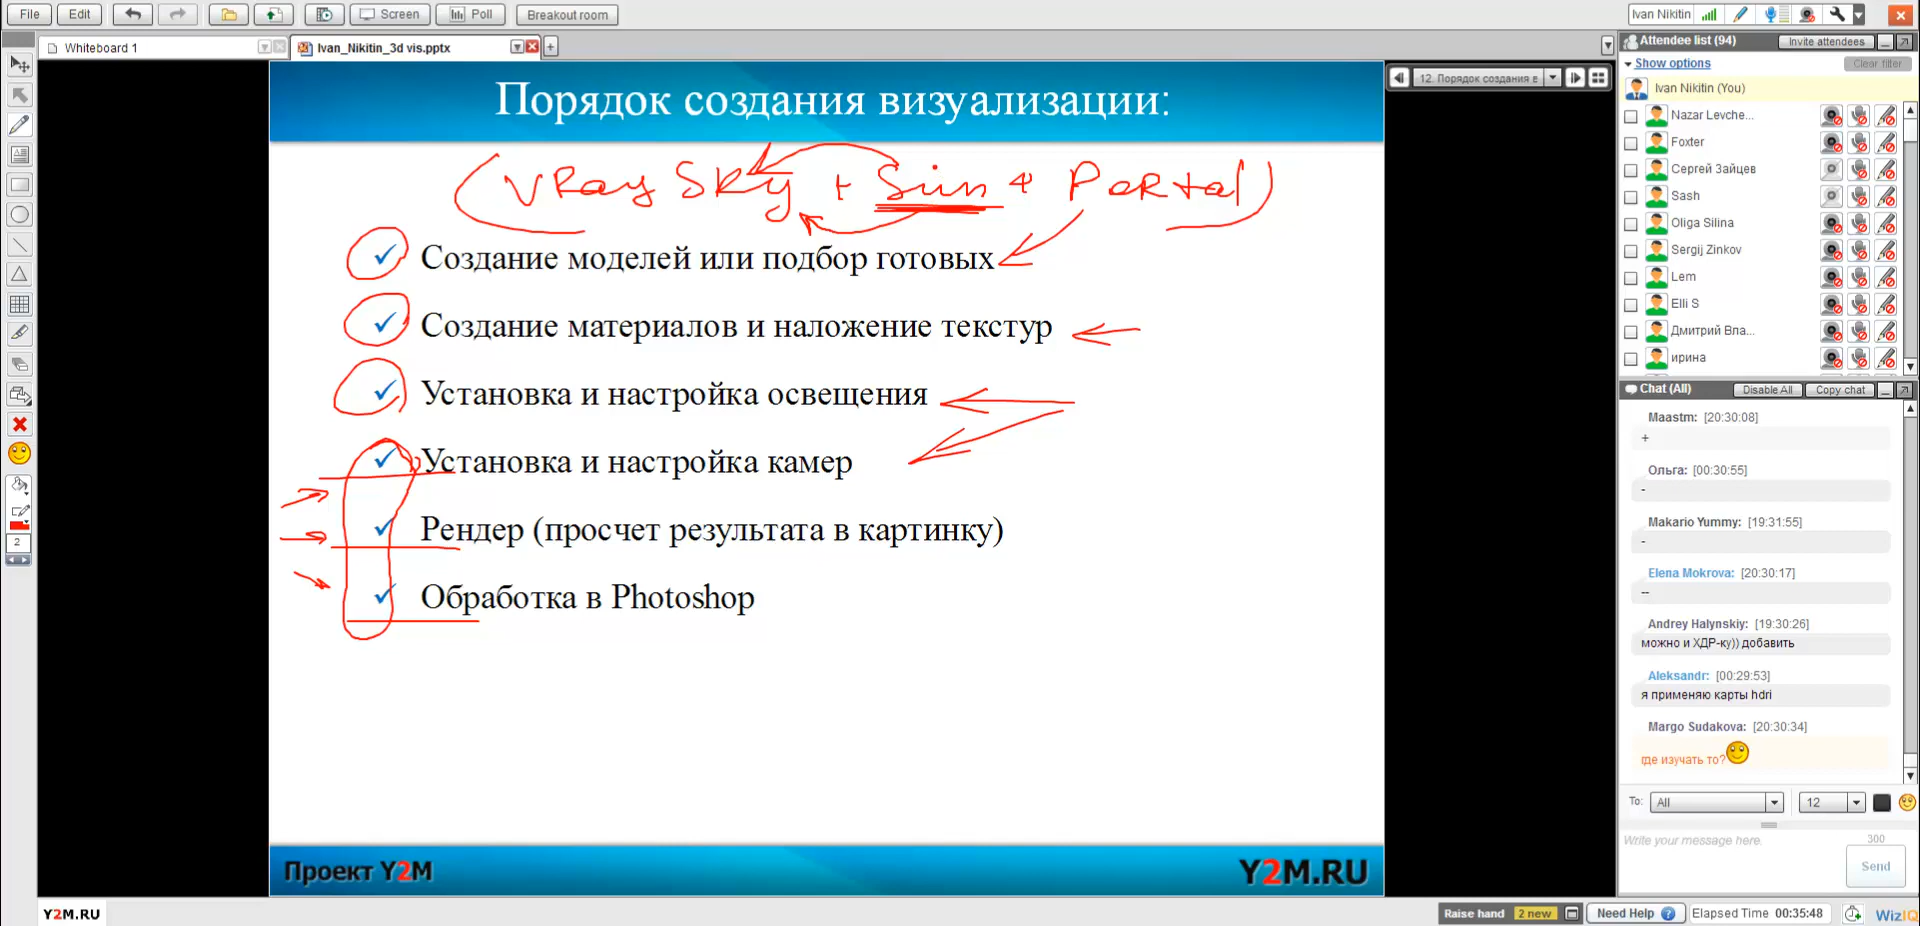 File Edit Screen Poll Breakout room Ivan Nikitin
Whiteboard 1 Ivan_Nikitin_3d vis.pptx
Порядок создания визуализации:
VRay Sky + Sun + Portal
Создание моделей или подбор готовых
Создание материалов и наложение текстур
Установка и настройка освещения
Установка и настройка камер
Рендер (просчет результата в картинку)
Обработка в Photoshop
Проект Y2M
Y2M.RU
12. Порядок создания в
2
Attendee list (94) Invite attendees
Show options Clear filter
Ivan Nikitin (You)
Nazar Levche...
Foxter
Сергей Зайцев
Sash
Oliga Silina
Sergij Zinkov
Lem
Elli S
Дмитрий Вла...
ирина
Chat (All) Disable All Copy chat
Maastm: [20:30:08]
+
Ольга: [00:30:55]
-
Makario Yummy: [19:31:55]
-
Elena Mokrova: [20:30:17]
--
Andrey Halynskiy: [19:30:26]
можно и ХДР-ку)) добавить
Aleksandr: [00:29:53]
я применяю карты hdri
Margo Sudakova: [20:30:34]
где изучать то?
To: All 12
Write your message here. 300
Send
Y2M.RU
Raise hand 2 new Need Help ? Elapsed Time 00:35:48 WizIQ